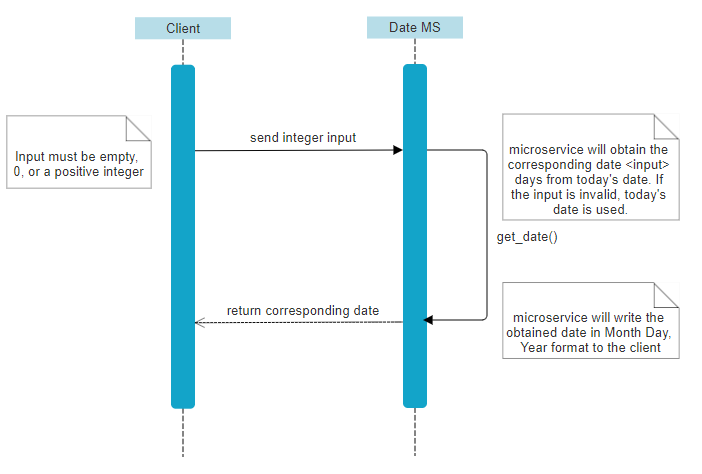 Client
Date MS
send integer input
Input must be empty,
0, or a positive integer
microservice will obtain the
corresponding date <input>
days from today's date. If
the input is invalid, today's
date is used.
get_date()
return corresponding date
microservice will write the
obtained date in Month Day,
Year format to the client